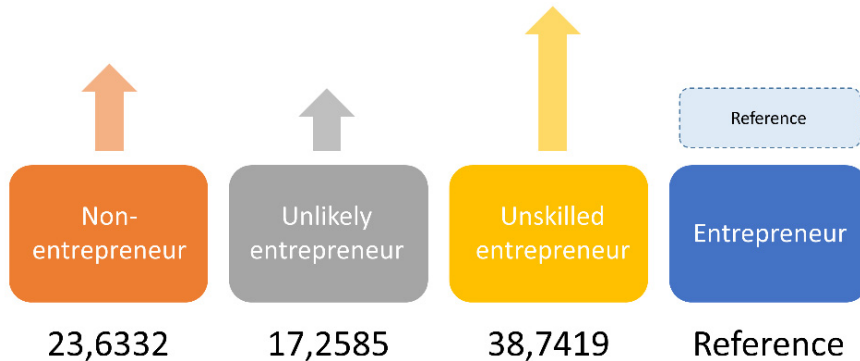 Reference
Non-
entrepreneur
Unlikely
entrepreneur
Unskilled
entrepreneur
Entrepreneur
23,6332
17,2585
38,7419
Reference